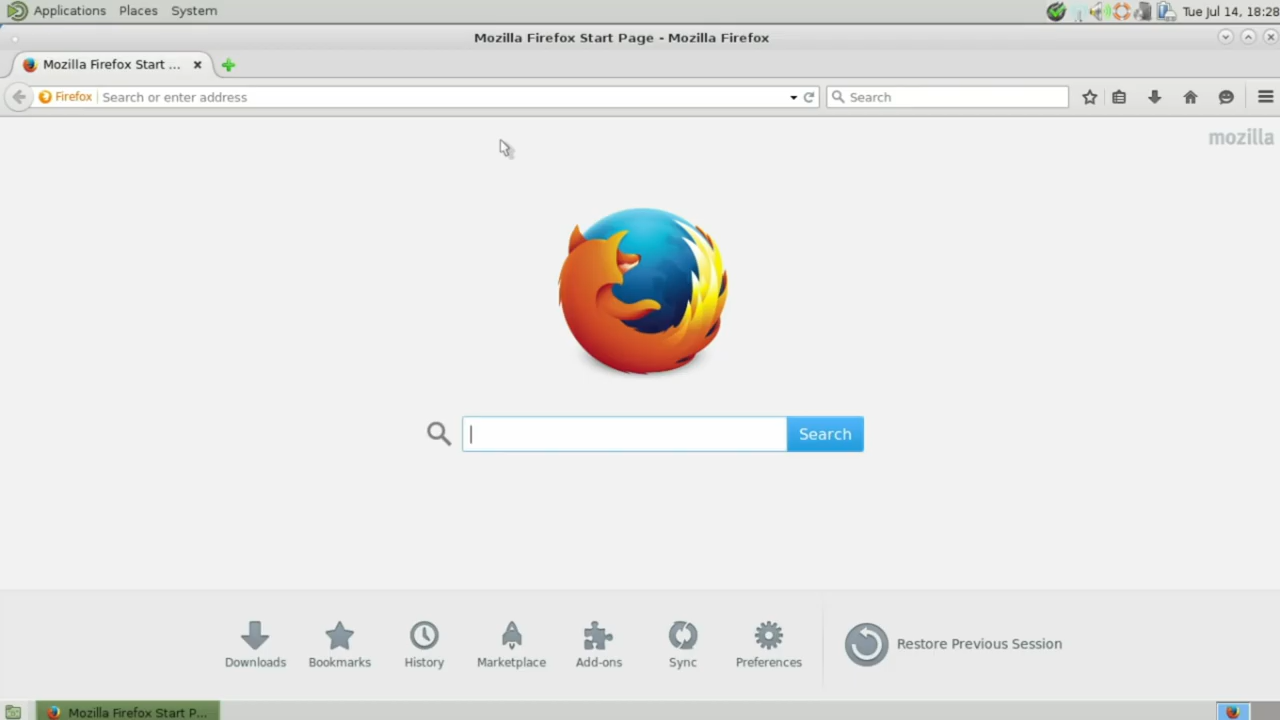 Applications Places System
Tue Jul 14, 18:28
Mozilla Firefox Start Page - Mozilla Firefox
Mozilla Firefox Start ...
Firefox Search or enter address
Search
mozilla
Search
Downloads Bookmarks History Marketplace Add-ons Sync Preferences
Restore Previous Session
Mozilla Firefox Start P...